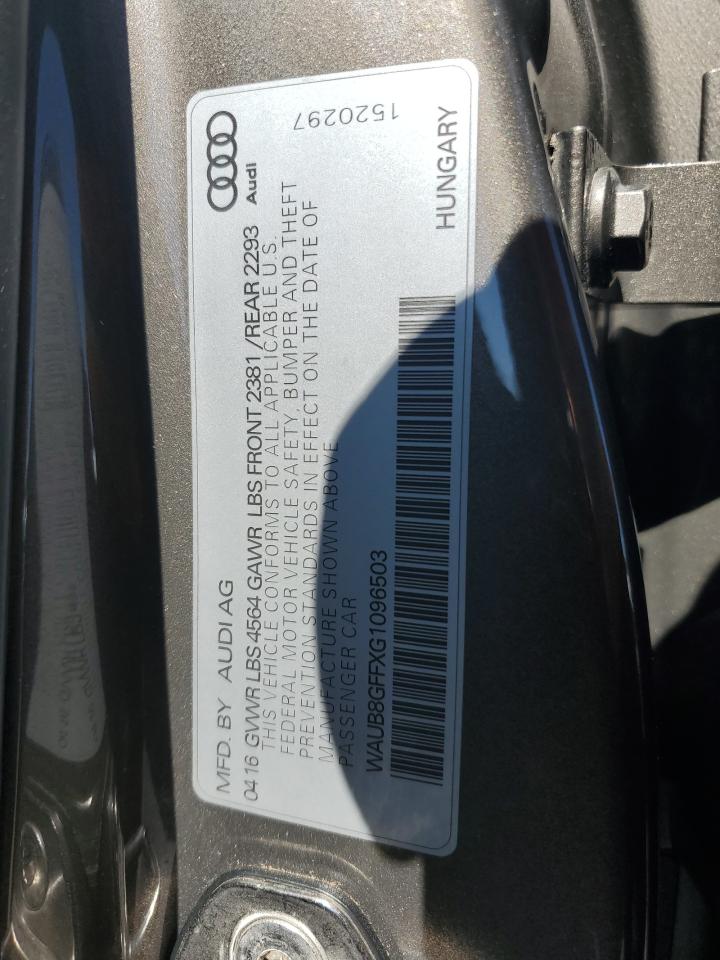 MFD. BY AUDI AG
0416 GVWR LBS 4564 GAWR LBS FRONT 2381 /REAR 2293
THIS VEHICLE CONFORMS TO ALL APPLICABLE U.S.
FEDERAL MOTOR VEHICLE SAFETY, BUMPER AND THEFT
PREVENTION STANDARDS IN EFFECT ON THE DATE OF
MANUFACTURE SHOWN ABOVE
PASSENGER CAR
WAUB8GFFXG1096503
Audi
1520297
HUNGARY